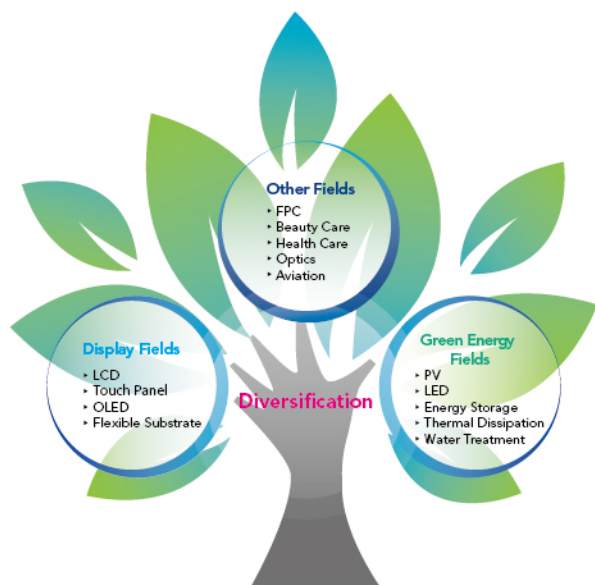 Other Fields
‣ FPC
‣ Beauty Care
‣ Health Care
‣ Optics
‣ Aviation
Display Fields
‣ LCD
‣ Touch Panel
‣ OLED
‣ Flexible Substrate
Diversification
Green Energy
Fields
‣ PV
‣ LED
‣ Energy Storage
‣ Thermal Dissipation
‣ Water Treatment